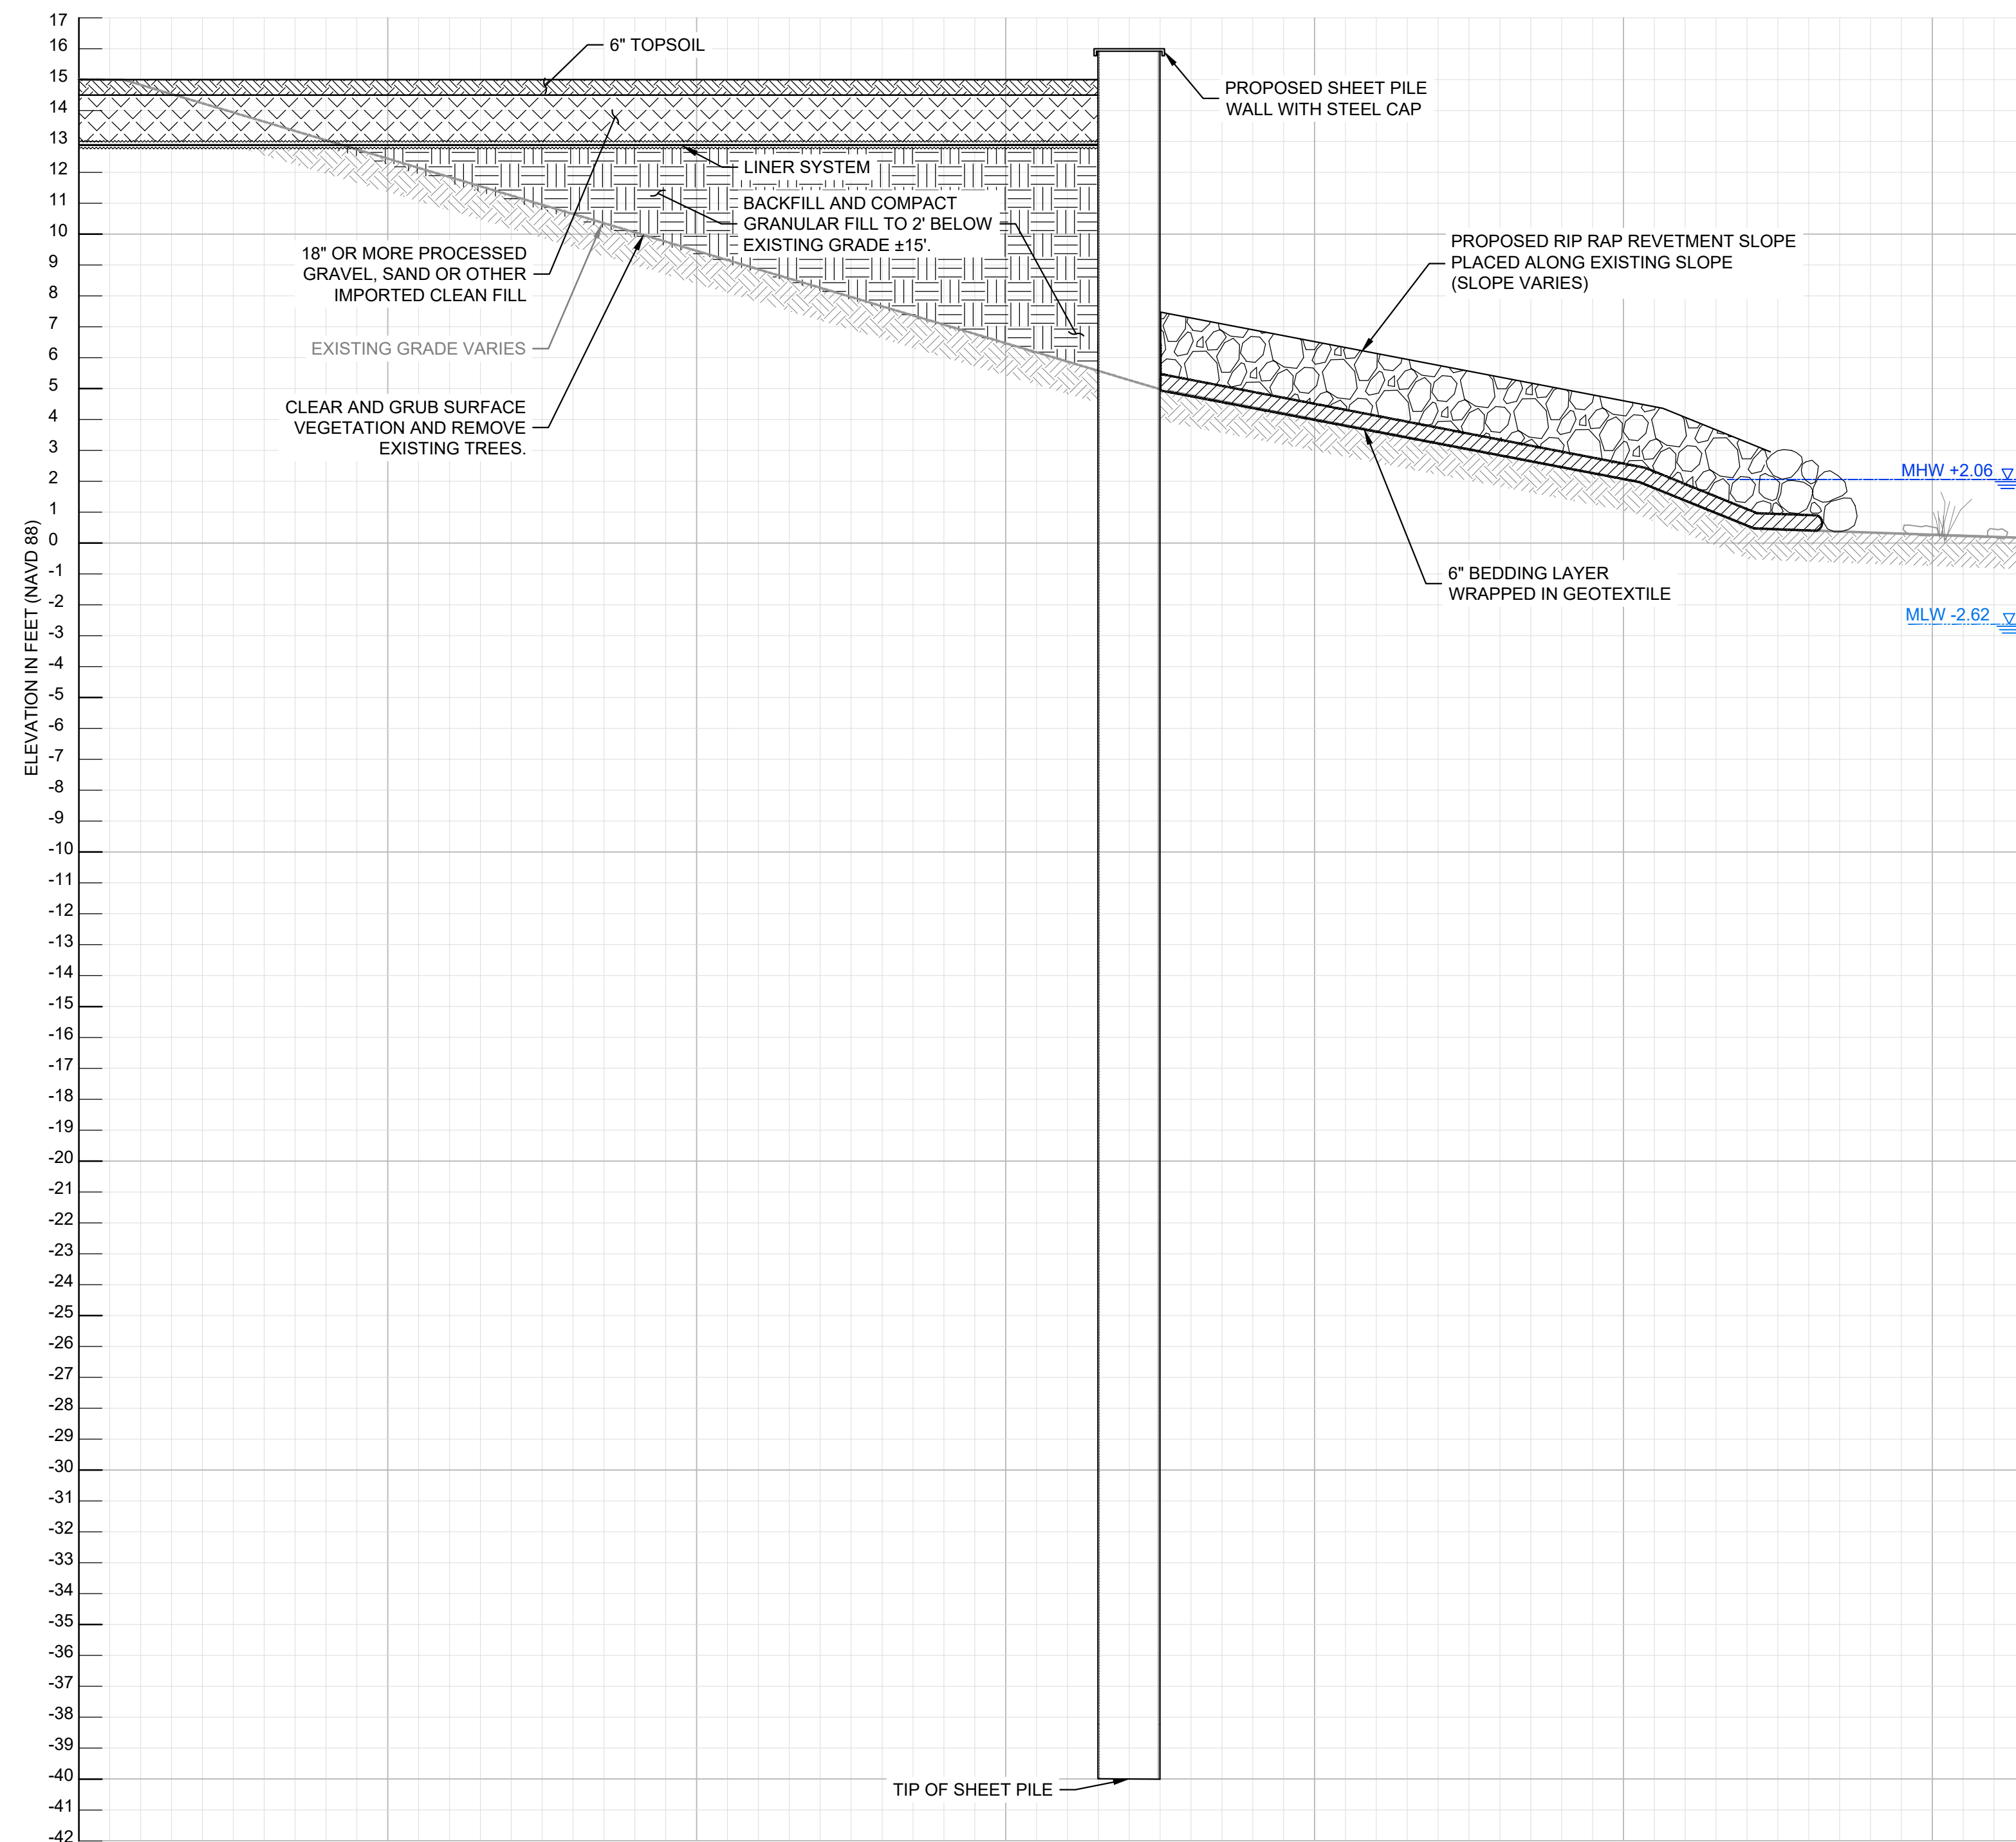 17
16
15
14
13
12
11
10
9
8
7
6
5
4
3
2
1
0
-1
-2
-3
-4
-5
-6
-7
-8
-9
-10
-11
-12
-13
-14
-15
-16
-17
-18
-19
-20
-21
-22
-23
-24
-25
-26
-27
-28
-29
-30
-31
-32
-33
-34
-35
-36
-37
-38
-39
-40
-41
-42
ELEVATION IN FEET (NAVD 88)
6" TOPSOIL
PROPOSED SHEET PILE
WALL WITH STEEL CAP
LINER SYSTEM
BACKFILL AND COMPACT
GRANULAR FILL TO 2' BELOW
EXISTING GRADE ±15'.
18" OR MORE PROCESSED
GRAVEL, SAND OR OTHER
IMPORTED CLEAN FILL
EXISTING GRADE VARIES
CLEAR AND GRUB SURFACE
VEGETATION AND REMOVE
EXISTING TREES.
PROPOSED RIP RAP REVETMENT SLOPE
PLACED ALONG EXISTING SLOPE
(SLOPE VARIES)
MHW +2.06
6" BEDDING LAYER
WRAPPED IN GEOTEXTILE
MLW -2.62
TIP OF SHEET PILE